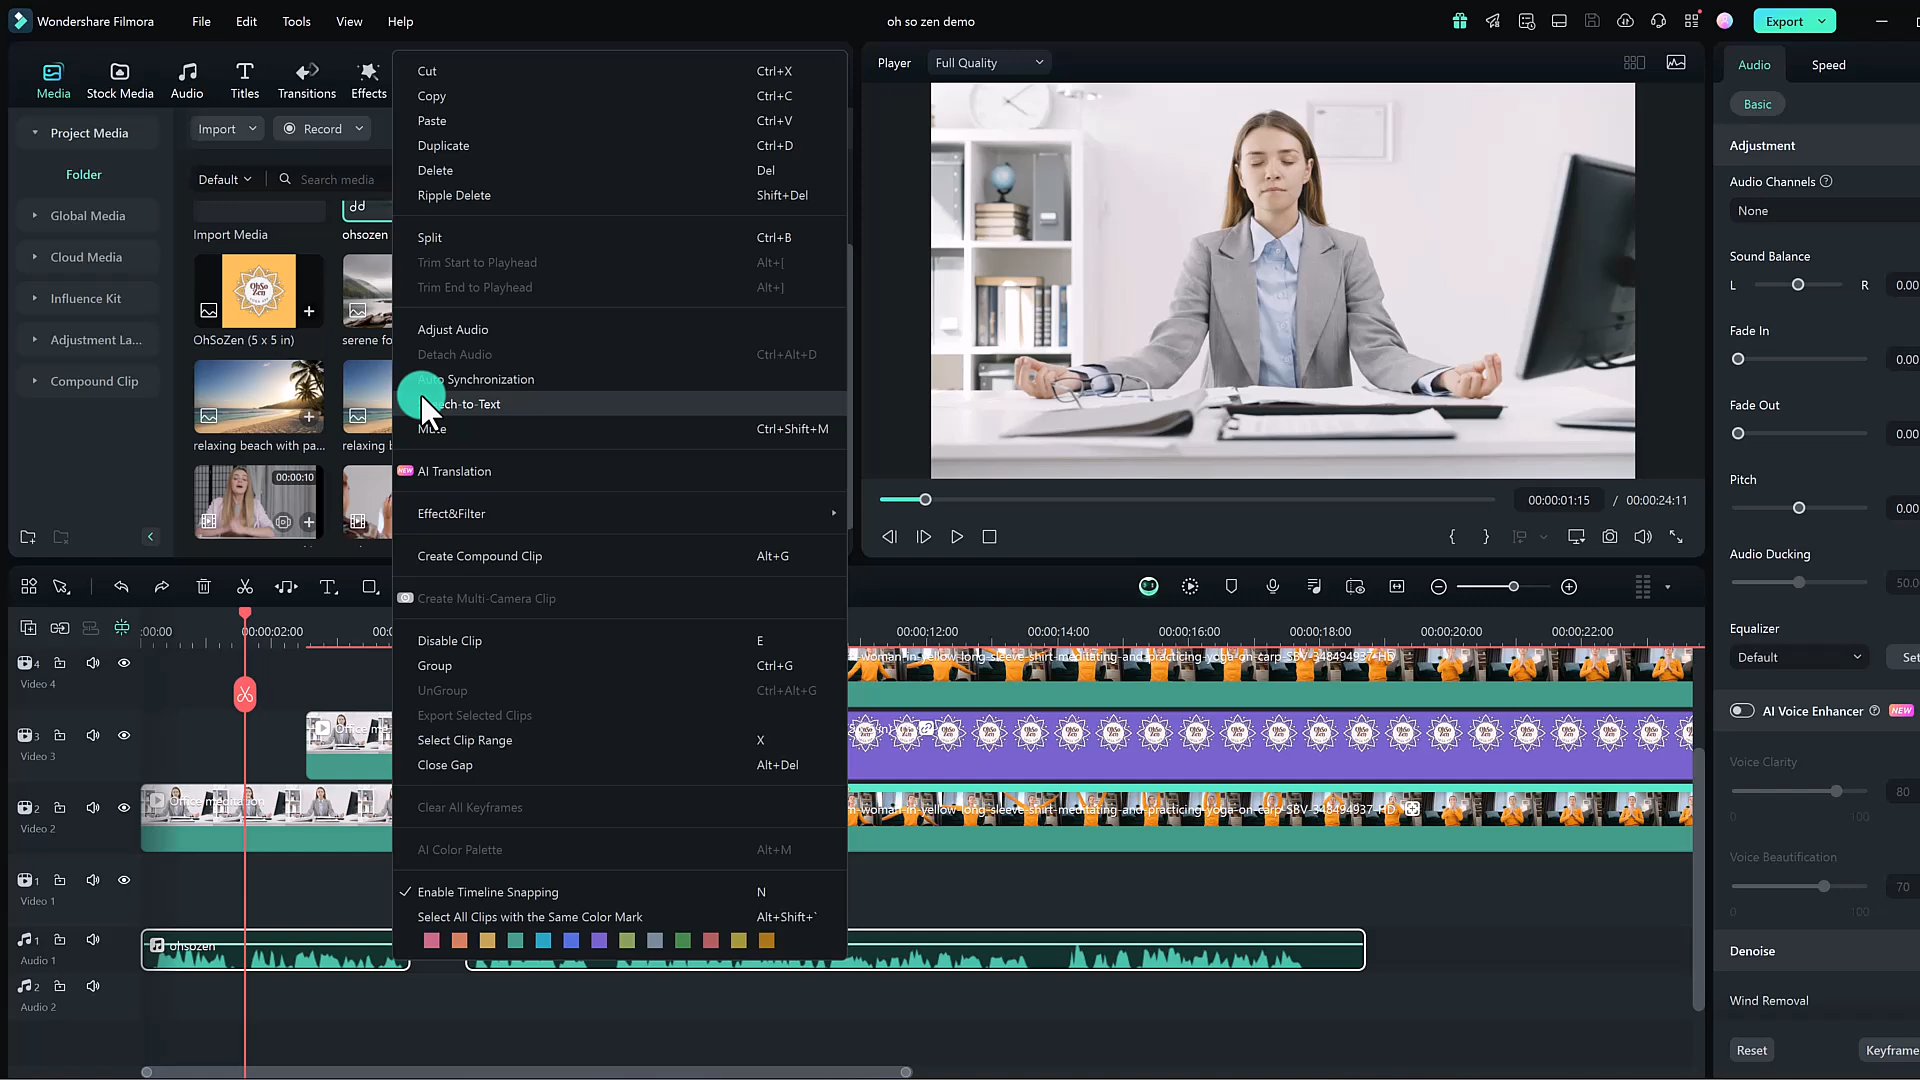 Wondershare Filmora
File
Edit
Tools
View
Help
oh so zen demo
Export
Media
Stock Media
Audio
Titles
Transitions
Effects
Project Media
Folder
Global Media
Cloud Media
Influence Kit
Adjustment La...
Compound Clip
Import
Record
Default
Search media
Import Media
ohsozen
OhSo
Zen
OhSoZen (5 x 5 in)
serene fo
relaxing beach with pa...
relaxing b
00:00:10
Cut Ctrl+X
Copy Ctrl+C
Paste Ctrl+V
Duplicate Ctrl+D
Delete Del
Ripple Delete Shift+Del
Split Ctrl+B
Trim Start to Playhead Alt+[
Trim End to Playhead Alt+]
Adjust Audio
Detach Audio Ctrl+Alt+D
Auto Synchronization
ech-to-Text
Mute Ctrl+Shift+M
NEW AI Translation
Effect&Filter
Create Compound Clip Alt+G
Create Multi-Camera Clip
Disable Clip E
Group Ctrl+G
UnGroup Ctrl+Alt+G
Export Selected Clips
Select Clip Range X
Close Gap Alt+Del
Clear All Keyframes
AI Color Palette Alt+M
Enable Timeline Snapping N
Select All Clips with the Same Color Mark Alt+Shift+`
Player
Full Quality
00:00:01:15 / 00:00:24:11
Audio
Speed
Basic
Adjustment
Audio Channels
None
Sound Balance
L R 0.00
Fade In
0.00
Fade Out
0.00
Pitch
0.00
Audio Ducking
50.0
Equalizer
Default
Set
AI Voice Enhancer NEW
Voice Clarity
80
0 100
Voice Beautification
70
0 100
Denoise
Wind Removal
Reset
Keyframe
:00:00
00:00:02:00
00:0
00:00:12:00
00:00:14:00
00:00:16:00
00:00:18:00
00:00:20:00
00:00:22:00
4
Video 4
woman-in-yellow-long-sleeve-shirt-meditating-and-practicing-yoga-on-carp-SBV-348494937-HD
3
Video 3
Office me
2
Video 2
Office meditation
woman-in-yellow-long-sleeve-shirt-meditating-and-practicing-yoga-on-carp-SBV-348494937-HD
1
Video 1
1
Audio 1
ohsozen
2
Audio 2